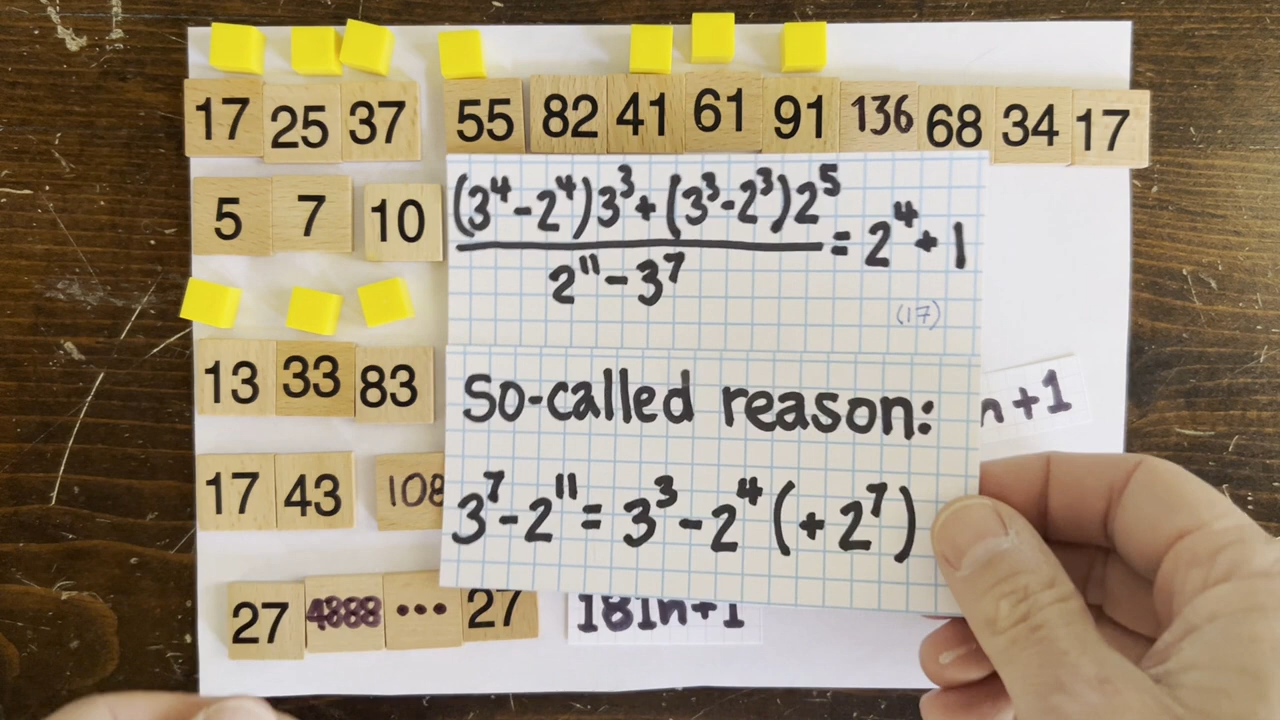 17 25 37 55 82 41 61 91 136 68 34 17
5 7 10
(3⁴-2⁴)3³+(3³-2³)2⁵
2¹¹-3⁷
=2⁴+1
(17)
13 33 83
So-called reason:
n+1
17 43 108
3⁷-2¹¹=3³-2⁴(+2⁷)
27 4888 ... 27 181n+1